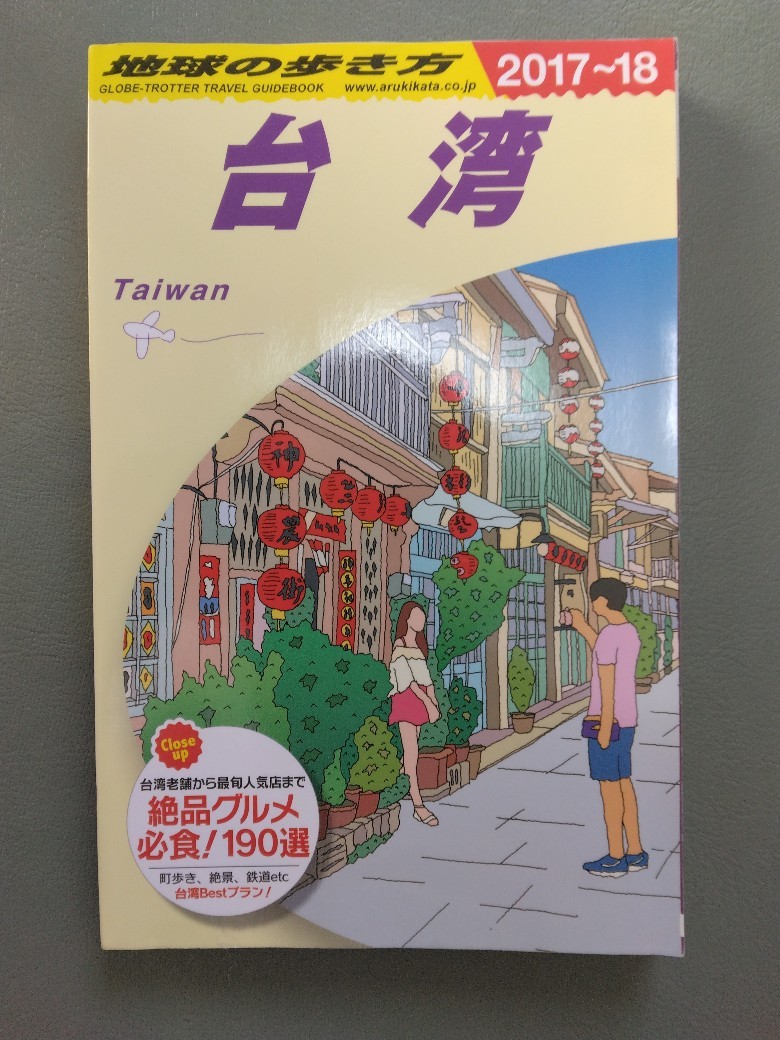 地球の歩き方
GLOBE-TROTTER TRAVEL GUIDEBOOK www.arukikata.co.jp
2017~18
台湾
Taiwan
神
農
街
Close up
台湾老舗から最旬人気店まで
絶品グルメ
必食!190選
町歩き、絶景、鉄道etc
台湾Bestプラン!